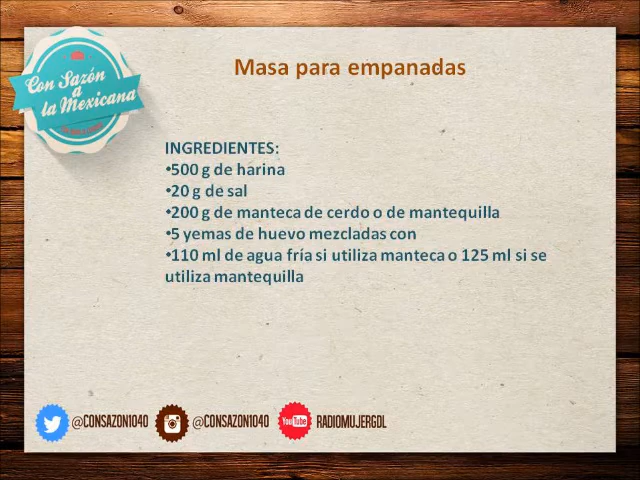 Con Sazón
a
la Mexicana
Masa para empanadas
INGREDIENTES:
•500 g de harina
•20 g de sal
•200 g de manteca de cerdo o de mantequilla
•5 yemas de huevo mezcladas con
•110 ml de agua fría si utiliza manteca o 125 ml si se
utiliza mantequilla
@CONSAZON1040
@CONSAZON1040
YouTube
RADIOMUJERGDL